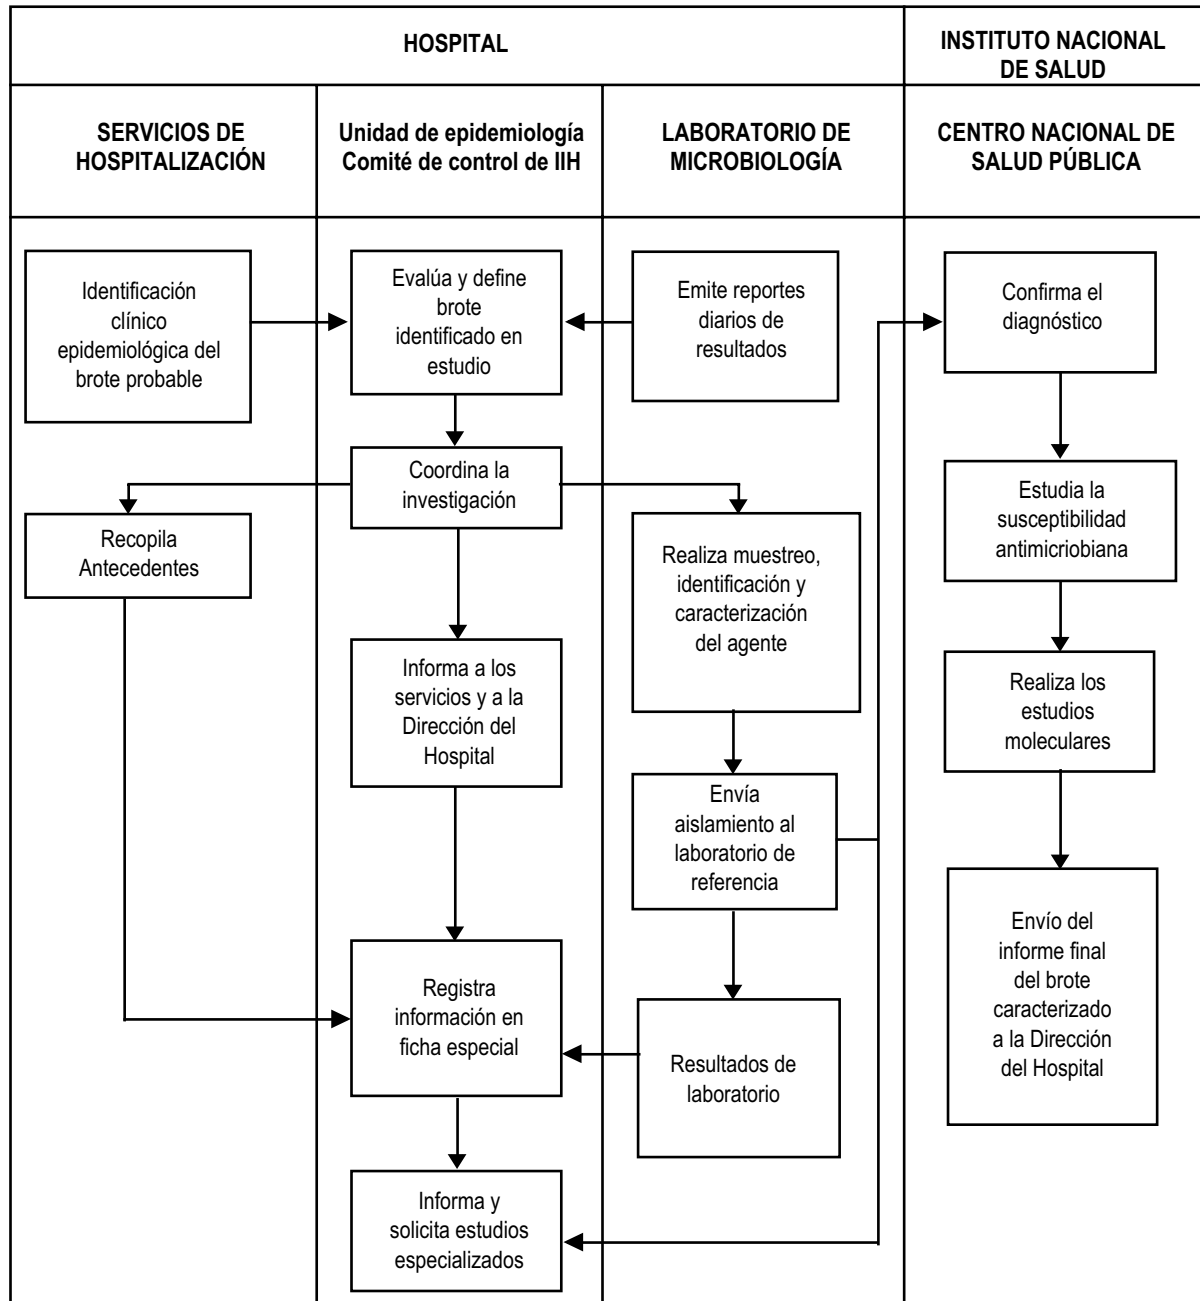 HOSPITAL
INSTITUTO NACIONAL
DE SALUD
SERVICIOS DE
HOSPITALIZACIÓN
Unidad de epidemiología
Comité de control de IIH
LABORATORIO DE
MICROBIOLOGÍA
CENTRO NACIONAL DE
SALUD PÚBLICA
Identificación
clínico
epidemiológica del
brote probable
Evalúa y define
brote
identificado en
estudio
Emite reportes
diarios de
resultados
Confirma el
diagnóstico
Coordina la
investigación
Recopila
Antecedentes
Realiza muestreo,
identificación y
caracterización
del agente
Estudia la
susceptibilidad
antimicriobiana
Informa a los
servicios y a la
Dirección del
Hospital
Realiza los
estudios
moleculares
Envía
aislamiento al
laboratorio de
referencia
Envío del
informe final
del brote
caracterizado
a la Dirección
del Hospital
Registra
información en
ficha especial
Resultados de
laboratorio
Informa y
solicita estudios
especializados